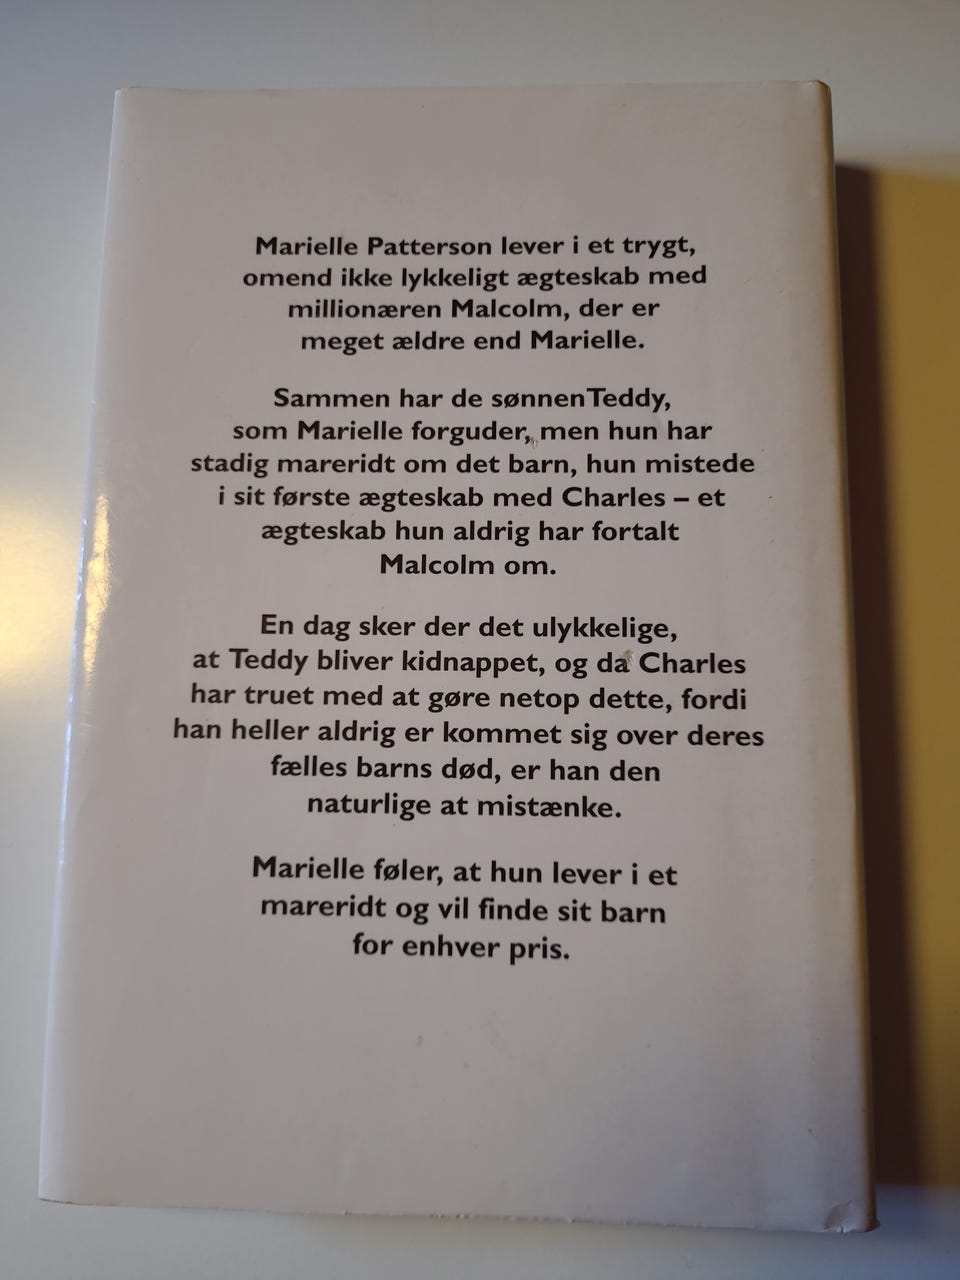 Marielle Patterson lever i et trygt,
omend ikke lykkeligt ægteskab med
millionæren Malcolm, der er
meget ældre end Marielle.
Sammen har de sønnen Teddy,
som Marielle forguder, men hun har
stadig mareridt om det barn, hun mistede
i sit første ægteskab med Charles – et
ægteskab hun aldrig har fortalt
Malcolm om.
En dag sker der det ulykkelige,
at Teddy bliver kidnappet, og da Charles
har truet med at gøre netop dette, fordi
han heller aldrig er kommet sig over deres
fælles barns død, er han den
naturlige at mistænke.
Marielle føler, at hun lever i et
mareridt og vil finde sit barn
for enhver pris.